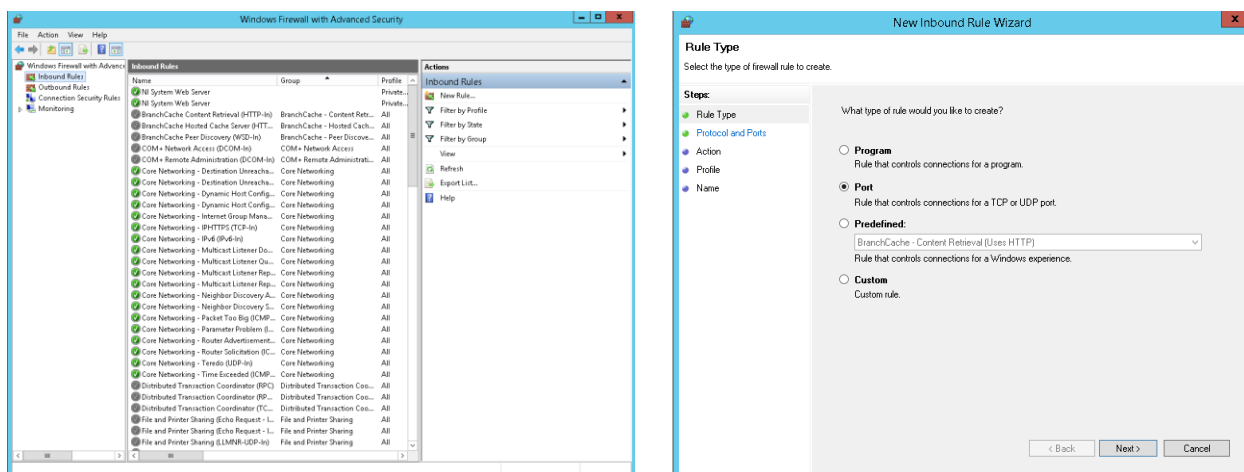 Windows Firewall with Advanced Security
File Action View Help
Windows Firewall with Advance
Inbound Rules
Outbound Rules
Connection Security Rules
Monitoring
Inbound Rules
Name Group Profile
NI System Web Server Private...
NI System Web Server Private...
BranchCache Content Retrieval (HTTP-In) BranchCache - Content Retr... All
BranchCache Hosted Cache Server (HTT... BranchCache - Hosted Cach... All
BranchCache Peer Discovery (WSD-In) BranchCache - Peer Discove... All
COM+ Network Access (DCOM-In) COM+ Network Access All
COM+ Remote Administration (DCOM-In) COM+ Remote Administrati... All
Core Networking - Destination Unreacha... Core Networking All
Core Networking - Destination Unreacha... Core Networking All
Core Networking - Dynamic Host Config... Core Networking All
Core Networking - Dynamic Host Config... Core Networking All
Core Networking - Internet Group Mana... Core Networking All
Core Networking - IPHTTPS (TCP-In) Core Networking All
Core Networking - IPv6 (IPv6-In) Core Networking All
Core Networking - Multicast Listener Do... Core Networking All
Core Networking - Multicast Listener Qu... Core Networking All
Core Networking - Multicast Listener Rep... Core Networking All
Core Networking - Multicast Listener Rep... Core Networking All
Core Networking - Neighbor Discovery A... Core Networking All
Core Networking - Neighbor Discovery S... Core Networking All
Core Networking - Packet Too Big (ICMP... Core Networking All
Core Networking - Parameter Problem (I... Core Networking All
Core Networking - Router Advertisement... Core Networking All
Core Networking - Router Solicitation (IC... Core Networking All
Core Networking - Teredo (UDP-In) Core Networking All
Core Networking - Time Exceeded (ICMP... Core Networking All
Distributed Transaction Coordinator (RPC) Distributed Transaction Coo... All
Distributed Transaction Coordinator (RP... Distributed Transaction Coo... All
Distributed Transaction Coordinator (TC... Distributed Transaction Coo... All
File and Printer Sharing (Echo Request - I... File and Printer Sharing All
File and Printer Sharing (Echo Request - I... File and Printer Sharing All
File and Printer Sharing (LLMNR-UDP-In) File and Printer Sharing All
Actions
Inbound Rules
New Rule...
Filter by Profile
Filter by State
Filter by Group
View
Refresh
Export List...
Help
New Inbound Rule Wizard
x
Rule Type
Select the type of firewall rule to create.
Steps:
Rule Type
Protocol and Ports
Action
Profile
Name
What type of rule would you like to create?
Program
Rule that controls connections for a program.
Port
Rule that controls connections for a TCP or UDP port.
Predefined:
BranchCache - Content Retrieval (Uses HTTP)
Rule that controls connections for a Windows experience.
Custom
Custom rule.
< Back Next > Cancel